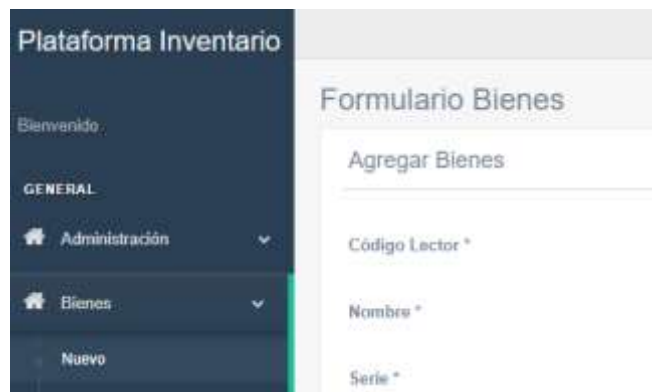 Plataforma Inventario
Bienvenido
GENERAL
Administración
Bienes
Nuevo
Formulario Bienes
Agregar Bienes
Código Lector *
Nombre *
Serie *